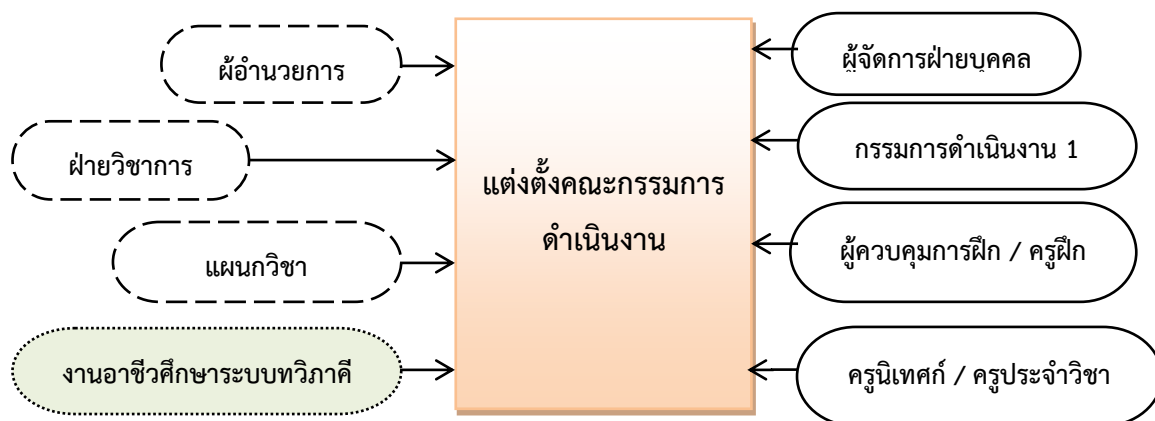 ผู้อำนวยการ
ฝ่ายวิชาการ
แผนกวิชา
งานอาชีวศึกษาระบบทวิภาคี
แต่งตั้งคณะกรรมการ
ดำเนินงาน
ผู้จัดการฝ่ายบุคคล
กรรมการดำเนินงาน 1
ผู้ควบคุมการฝึก / ครูฝึก
ครูนิเทศก์ / ครูประจำวิชา